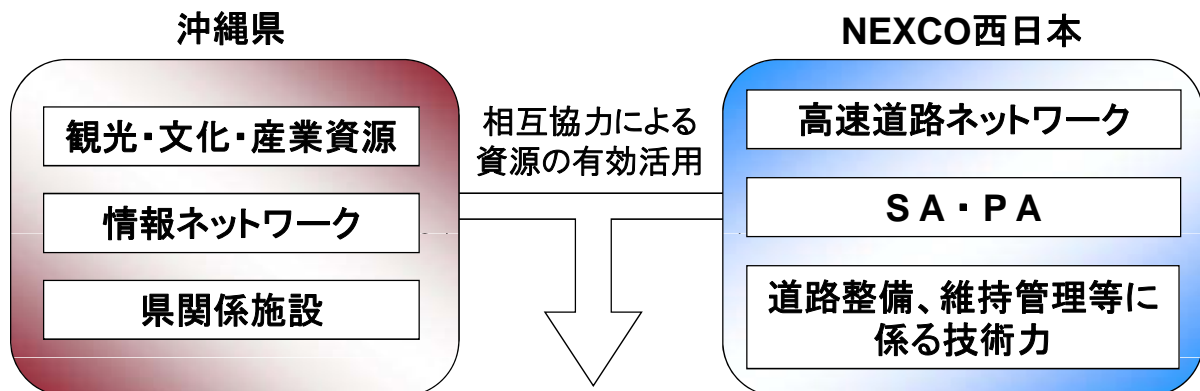 沖縄県
観光・文化・産業資源
情報ネットワーク
県関係施設
相互協力による
資源の有効活用
NEXCO西日本
高速道路ネットワーク
SA・PA
道路整備、維持管理等に
係る技術力